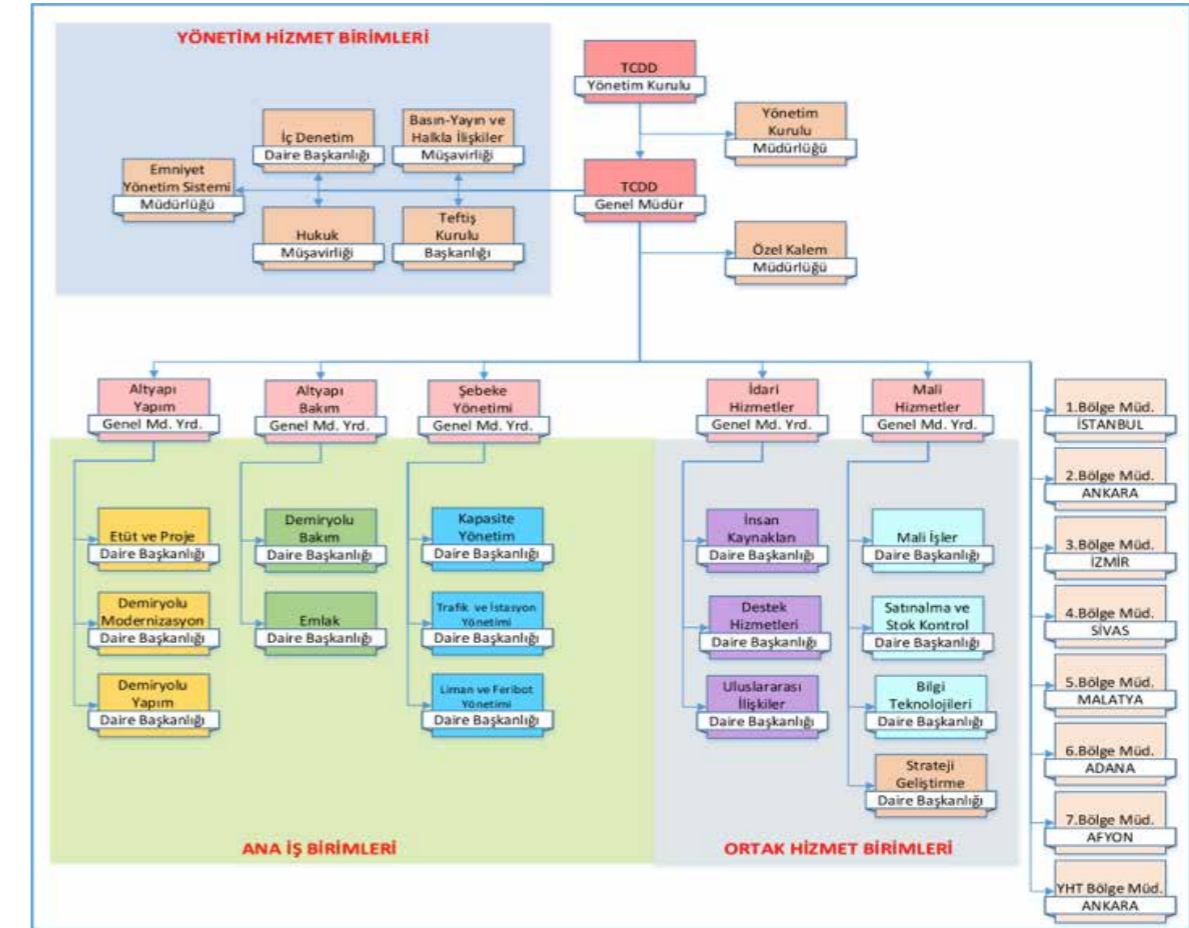 YÖNETİM HİZMET BİRİMLERİ
TCDD
Yönetim Kurulu
Yönetim
Kurulu
Müdürlüğü
İç Denetim
Daire Başkanlığı
Basın-Yayın ve
Halkla İlişkiler
Müşavirliği
Emniyet
Yönetim Sistemi
Müdürlüğü
TCDD
Genel Müdür
Hukuk
Müşavirliği
Teftiş
Kurulu
Başkanlığı
Özel Kalem
Müdürlüğü
Altyapı
Yapım
Genel Md. Yrd.
Altyapı
Bakım
Genel Md. Yrd.
Şebeke
Yönetimi
Genel Md. Yrd.
İdari
Hizmetler
Genel Md. Yrd.
Mali
Hizmetler
Genel Md. Yrd.
Etüt ve Proje
Daire Başkanlığı
Demiryolu
Modernizasyon
Daire Başkanlığı
Demiryolu
Yapım
Daire Başkanlığı
Demiryolu
Bakım
Daire Başkanlığı
Emlak
Daire Başkanlığı
Kapasite
Yönetim
Daire Başkanlığı
Trafik ve İstasyon
Yönetimi
Daire Başkanlığı
Liman ve Feribot
Yönetimi
Daire Başkanlığı
İnsan
Kaynakları
Daire Başkanlığı
Destek
Hizmetleri
Daire Başkanlığı
Uluslararası
İlişkiler
Daire Başkanlığı
Mali İşler
Daire Başkanlığı
Satınalma ve
Stok Kontrol
Daire Başkanlığı
Bilgi
Teknolojileri
Daire Başkanlığı
Strateji
Geliştirme
Daire Başkanlığı
1.Bölge Müd.
İSTANBUL
2.Bölge Müd.
ANKARA
3.Bölge Müd.
İZMİR
4.Bölge Müd.
SİVAS
5.Bölge Müd.
MALATYA
6.Bölge Müd.
ADANA
7.Bölge Müd.
AFYON
YHT Bölge Müd.
ANKARA
ANA İŞ BİRİMLERİ
ORTAK HİZMET BİRİMLERİ